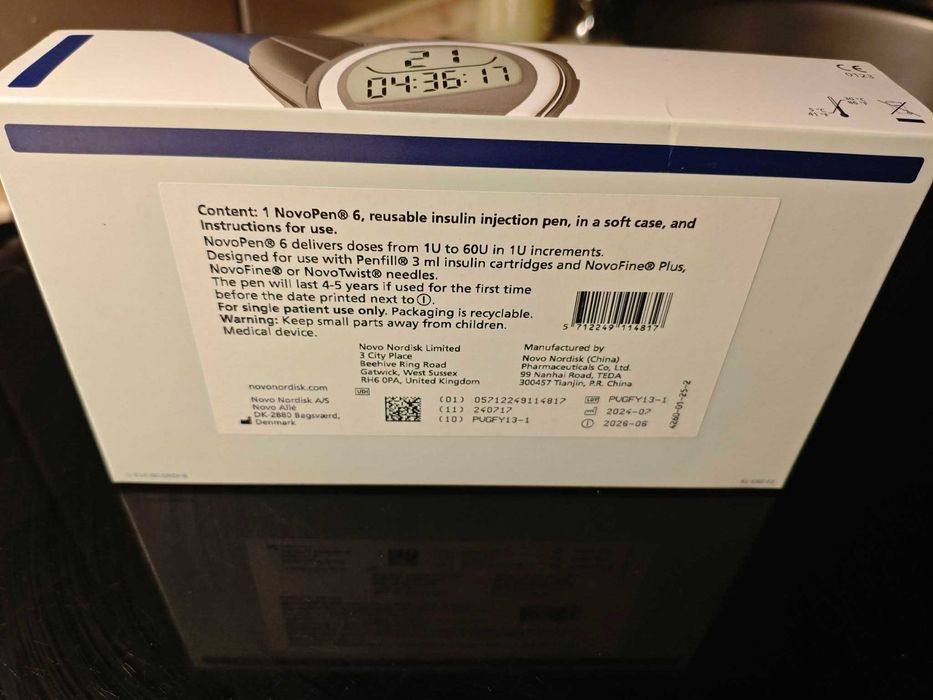 21
04:36:17
CE
0123
Content: 1 NovoPen® 6, reusable insulin injection pen, in a soft case, and
Instructions for use.
NovoPen® 6 delivers doses from 1U to 60U in 1U increments.
Designed for use with Penfill® 3 ml insulin cartridges and NovoFine® Plus,
NovoFine® or NovoTwist® needles.
The pen will last 4-5 years if used for the first time
before the date printed next to
For single patient use only. Packaging is recyclable.
Warning: Keep small parts away from children.
Medical device.
5 712249 114817
Novo Nordisk Limited
3 City Place
Beehive Ring Road
Gatwick, West Sussex
RH6 0PA, United Kingdom
Manufactured by
Novo Nordisk (China)
Pharmaceuticals Co, Ltd.
99 Nanhai Road, TEDA
300457 Tianjin, P.R. China
novonordisk.com
Novo Nordisk A/S
Novo Allé
DK-2880 Bagsværd,
Denmark
UDI
(01) 05712249114817
(11) 240717
(10) PUGFY13-1
LOT PUGFY13-1
2024-07
2026-06
4260-01-25-2